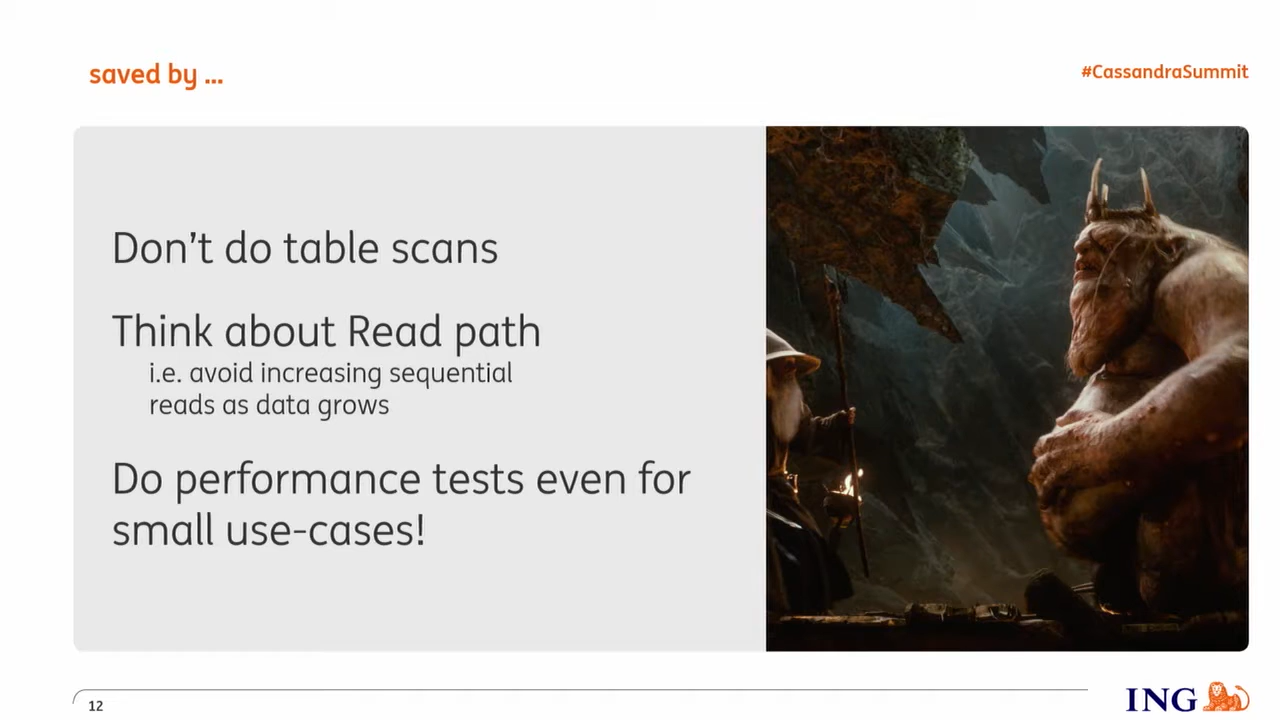 saved by ...
#CassandraSummit
Don't do table scans
Think about Read path
i.e. avoid increasing sequential
reads as data grows
Do performance tests even for
small use-cases!
12
ING